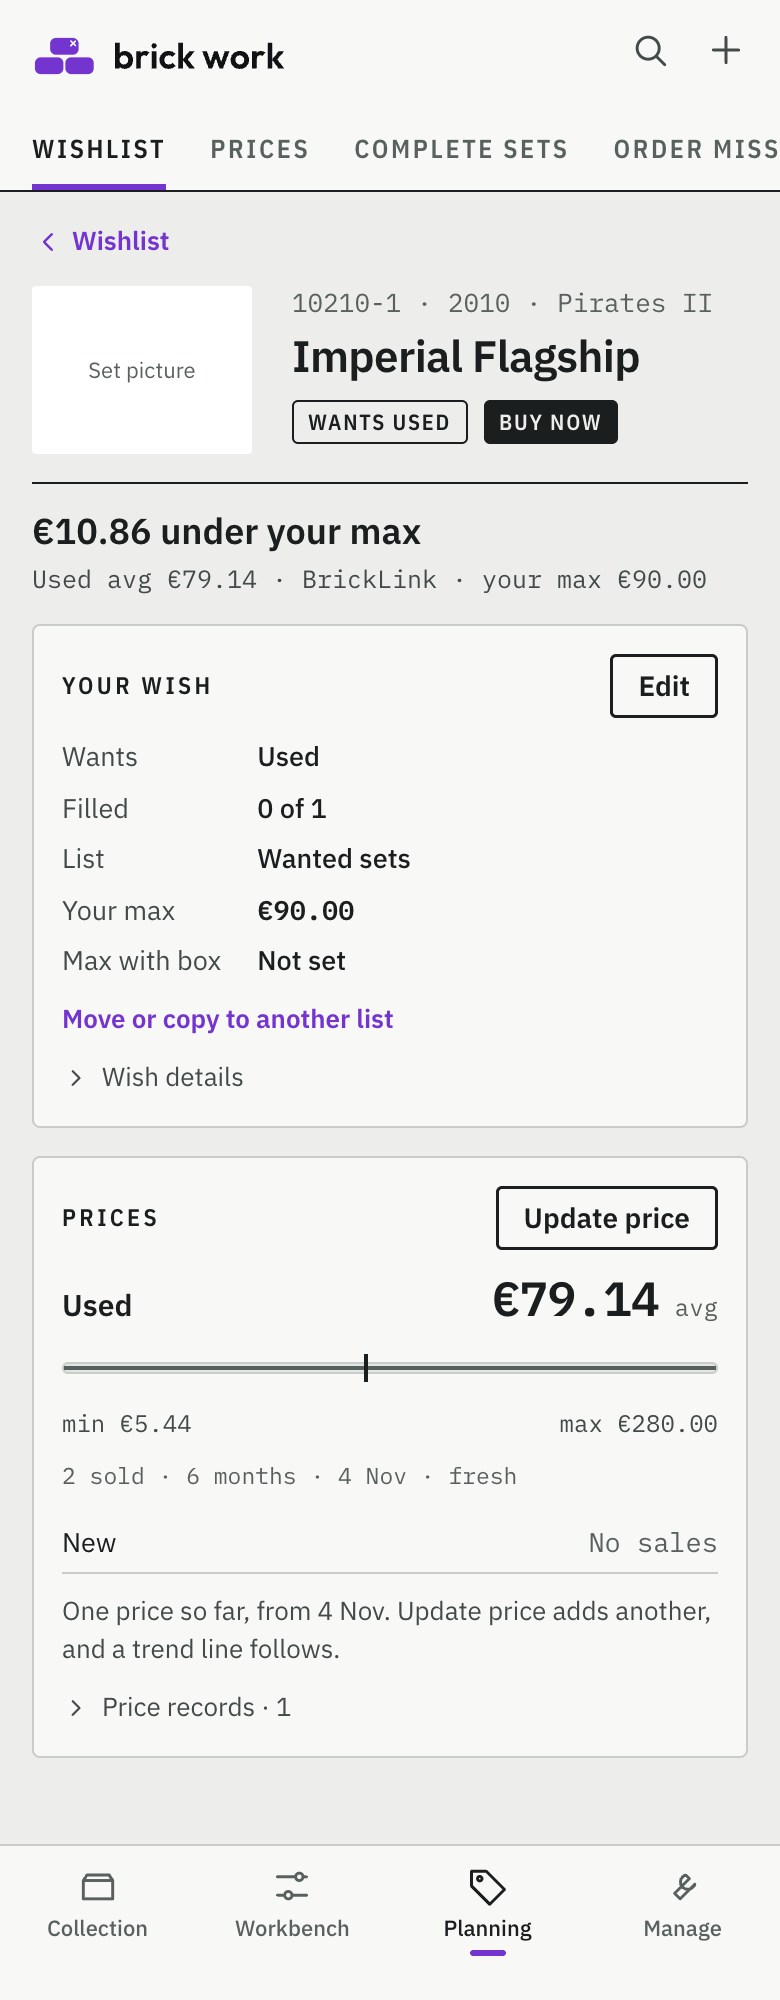 brick work
WISHLIST PRICES COMPLETE SETS ORDER MISS
Wishlist
Set picture
10210-1 · 2010 · Pirates II
Imperial Flagship
WANTS USED BUY NOW
€10.86 under your max
Used avg €79.14 · BrickLink · your max €90.00
YOUR WISH Edit
Wants Used
Filled 0 of 1
List Wanted sets
Your max €90.00
Max with box Not set
Move or copy to another list
Wish details
PRICES Update price
Used €79.14 avg
min €5.44 max €280.00
2 sold · 6 months · 4 Nov · fresh
New No sales
One price so far, from 4 Nov. Update price adds another,
and a trend line follows.
Price records · 1
Collection Workbench Planning Manage